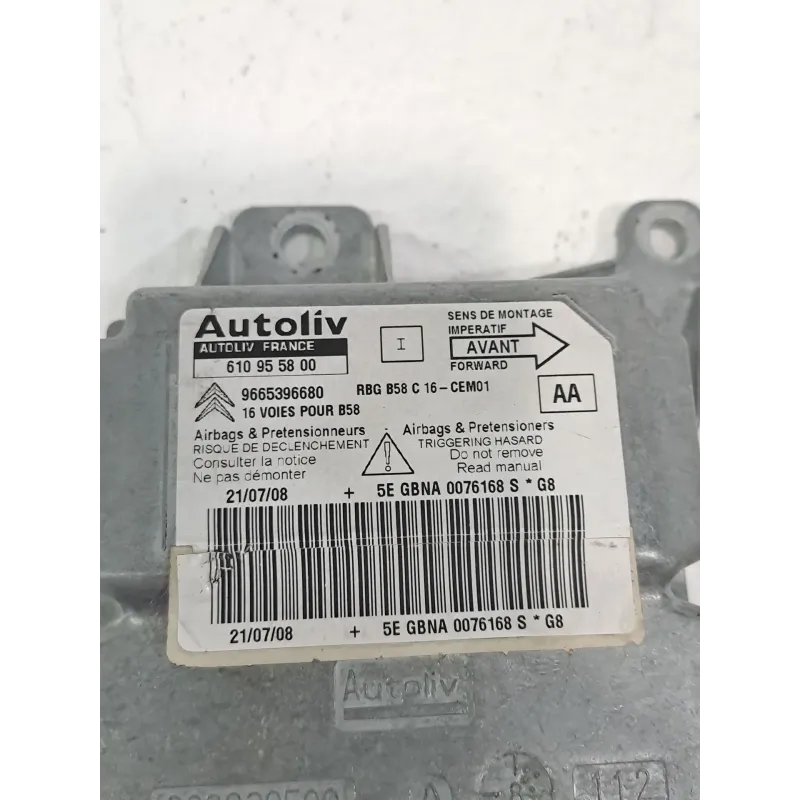 Autoliv
AUTOLIV FRANCE
610 95 58 00
I
SENS DE MONTAGE
IMPERATIF
AVANT
FORWARD
9665396680 RBG B58 C 16-CEM01
16 VOIES POUR B58
AA
Airbags & Pretensionneurs
RISQUE DE DECLENCHEMENT
Consulter la notice
Ne pas démonter
Airbags & Pretensioners
TRIGGERING HASARD
Do not remove
Read manual
21/07/08 + 5E GBNA 0076168 S * G8
21/07/08 + 5E GBNA 0076168 S * G8
Autoliv
112